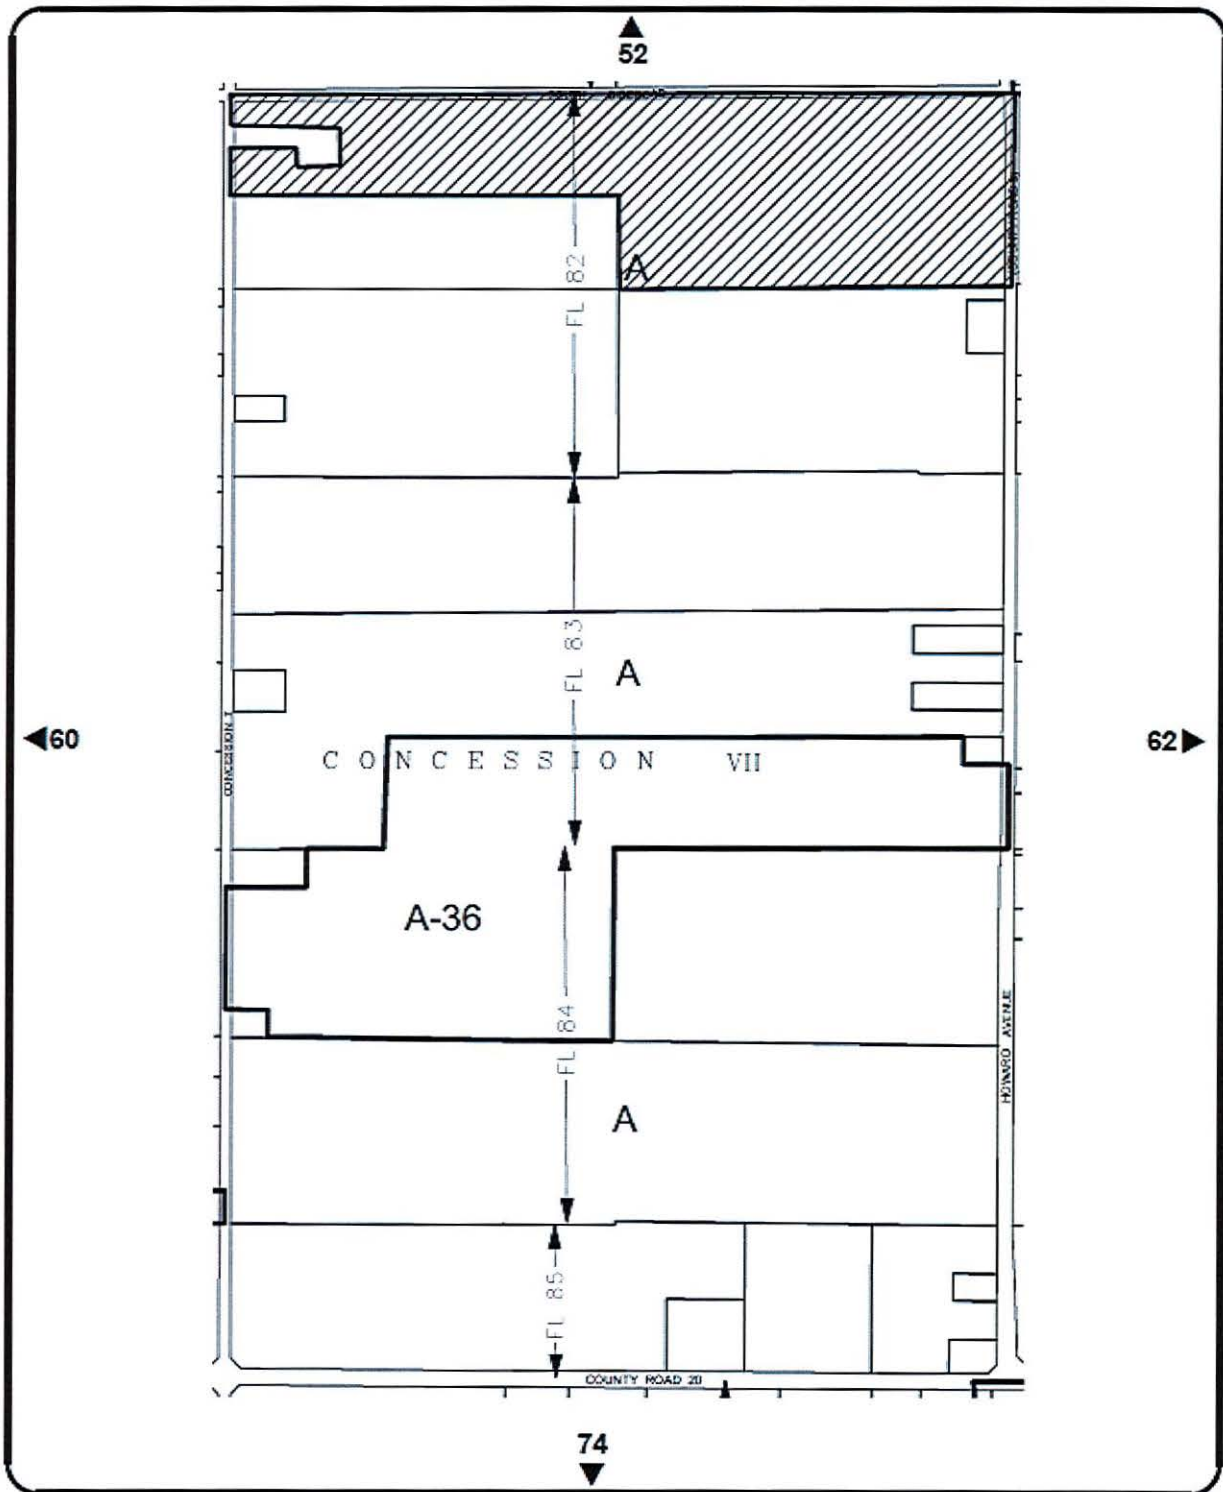 52
A
FL 82
FL 83
A
60
62
CONCESSION VII
A-36
FL 84
HOWARD AVENUE
A
FL 85
COUNTY ROAD 20
74